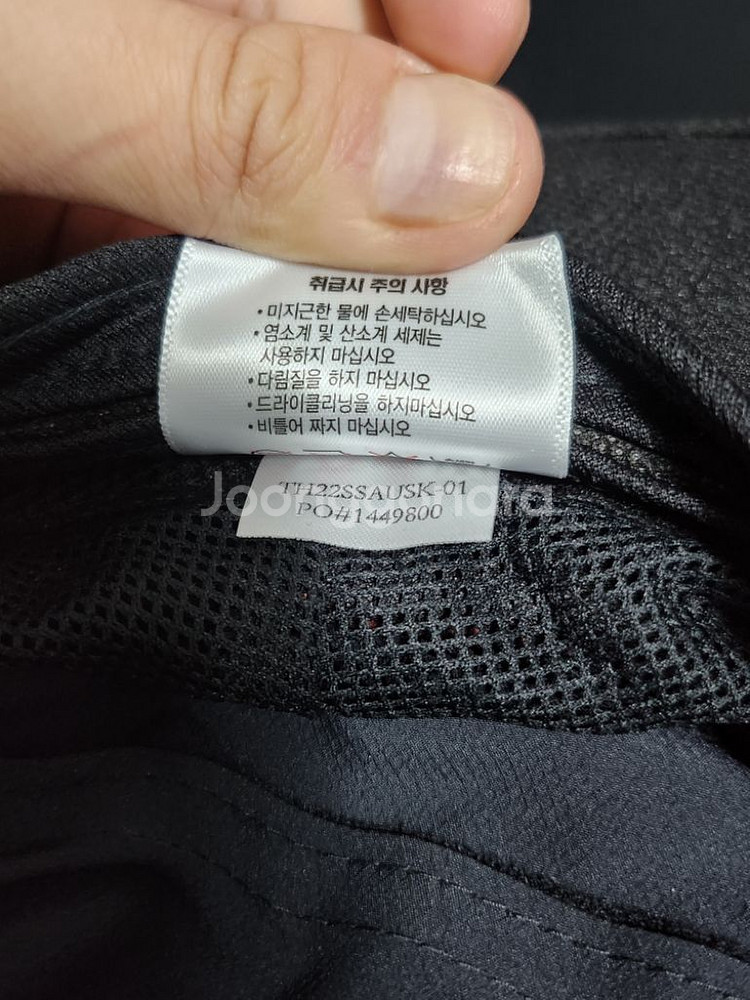 취급시 주의 사항
•미지근한 물에 손세탁하십시오
•염소계 및 산소계 세제는
사용하지 마십시오
•다림질을 하지 마십시오
•드라이클리닝을 하지마십시오
•비틀어 짜지 마십시오
TH22SSAUSK-01
PO#1449800
Joonggonara